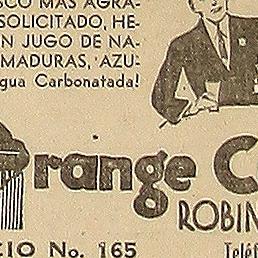 SCO MAS AGRA-
SOLICITADO, HE-
N JUGO DE NA-
MADURAS, AZU-
gua Carbonatada!
Orange C
ROBIN
CIO No. 165
Teléf